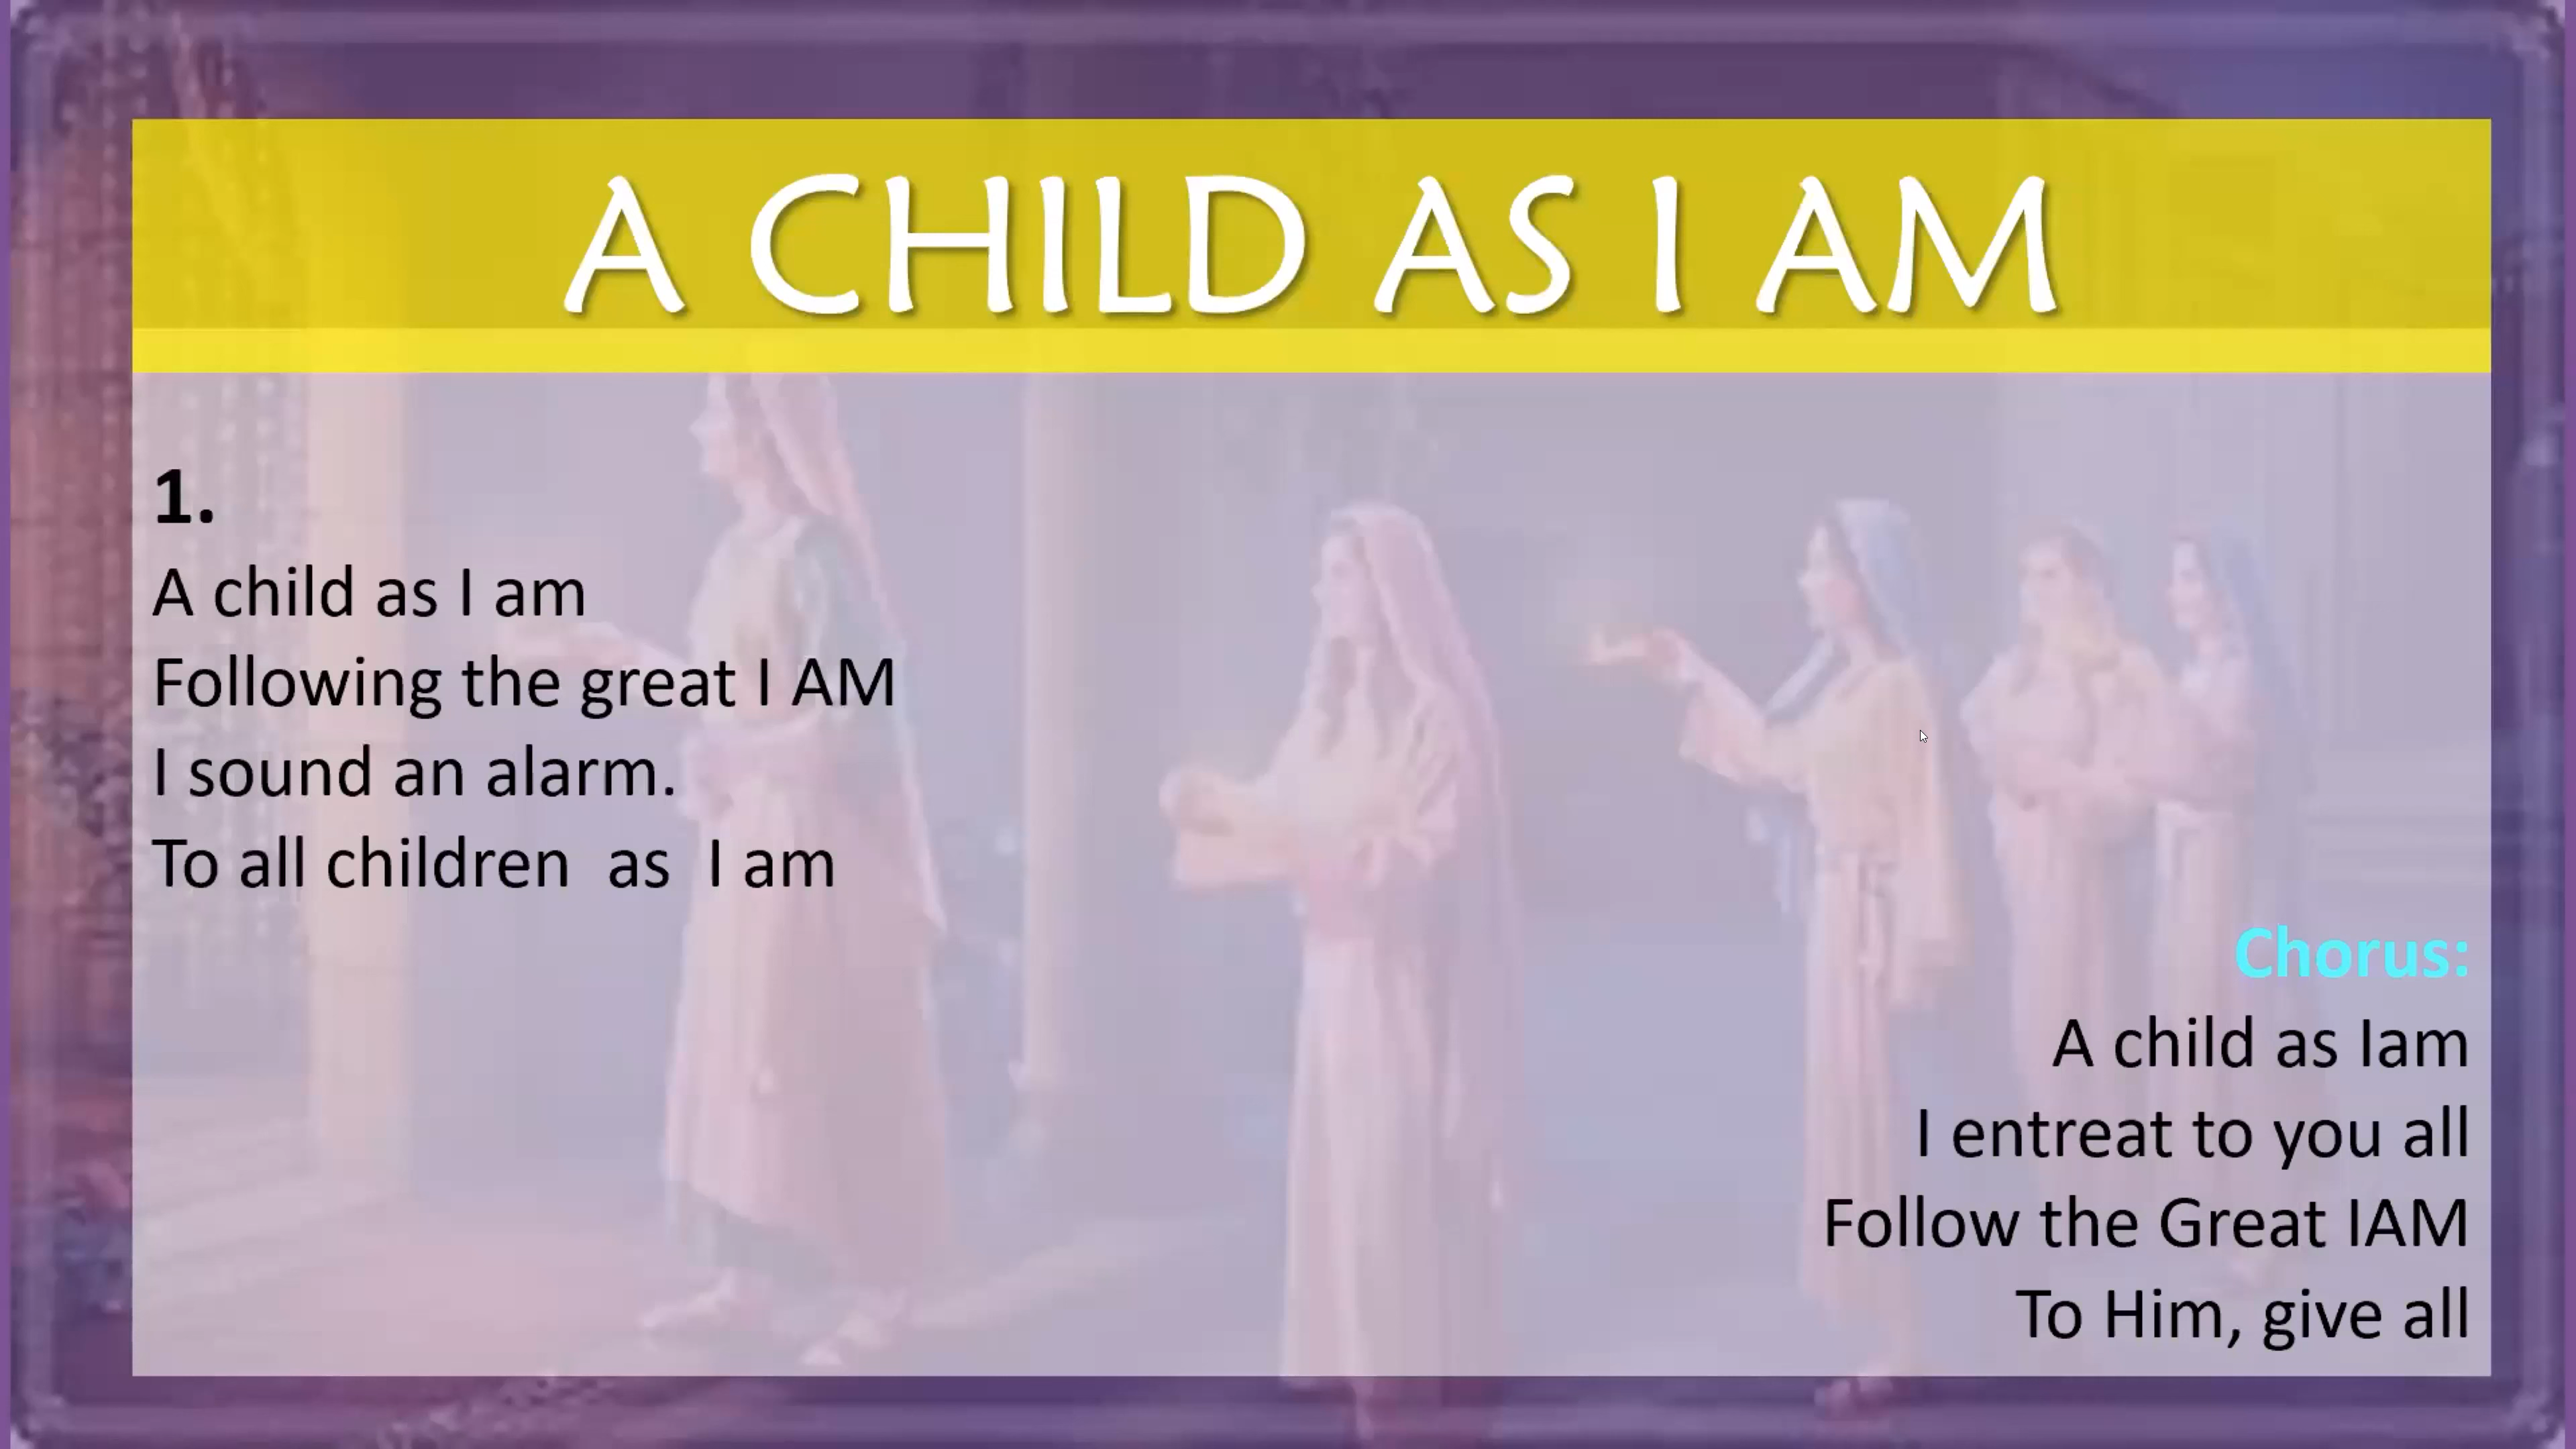 A CHILD AS I AM
1.
A child as I am
Following the great I AM
I sound an alarm.
To all children as I am
Chorus:
A child as Iam
I entreat to you all
Follow the Great IAM
To Him, give all